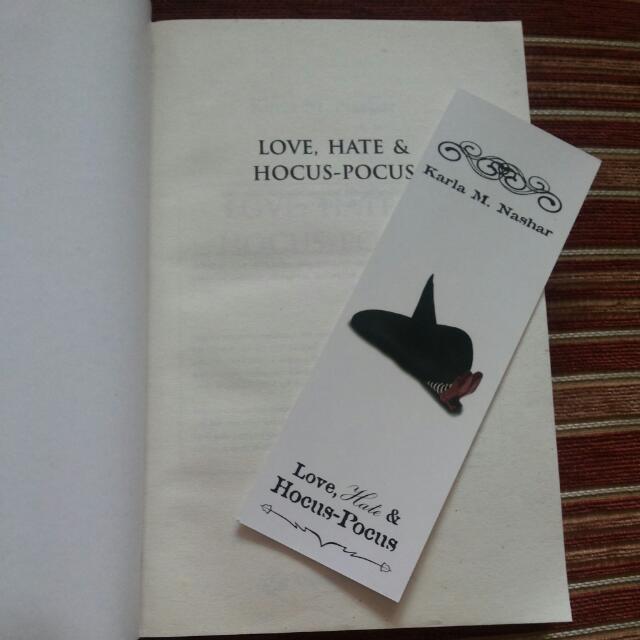 LOVE, HATE &
HOCUS-POCUS
Karla M. Nashar
Love, Hate &
Hocus-Pocus